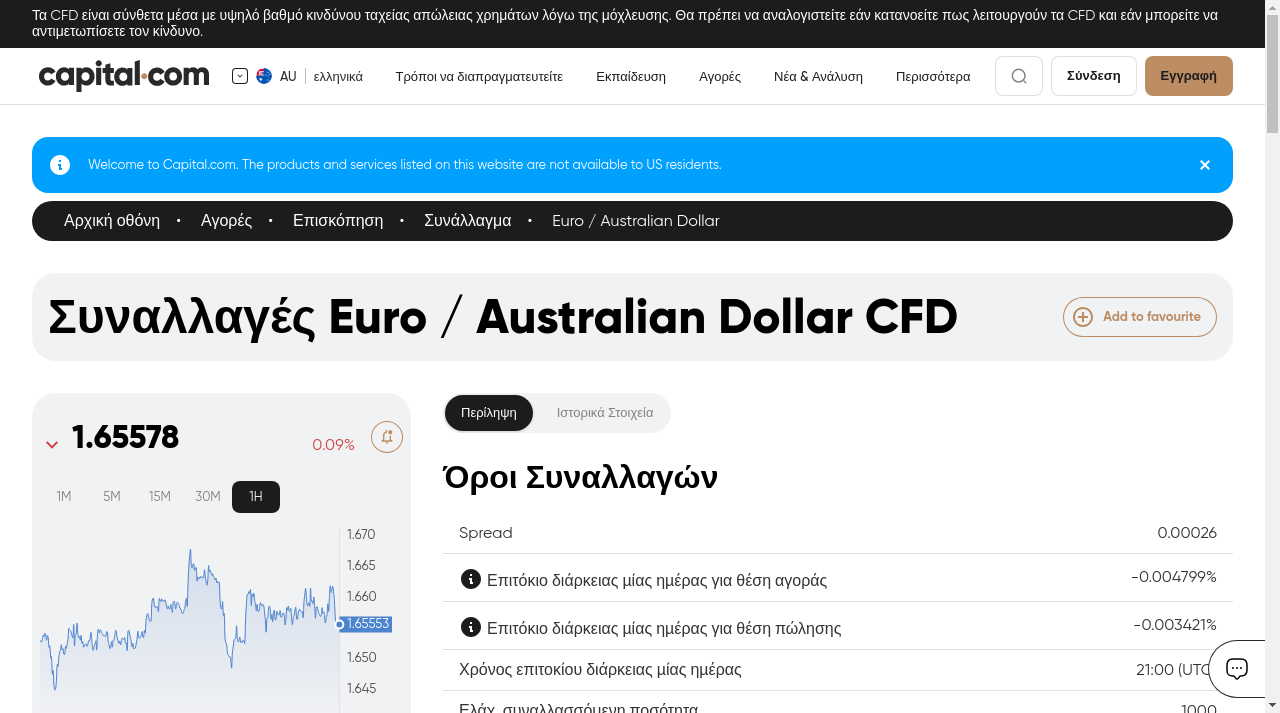 Τα CFD είναι σύνθετα μέσα με υψηλό βαθμό κινδύνου ταχείας απώλειας χρημάτων λόγω της μόχλευσης. Θα πρέπει να αναλογιστείτε εάν κατανοείτε πως λειτουργούν τα CFD και εάν μπορείτε να
αντιμετωπίσετε τον κίνδυνο.
capital.com AU ελληνικά Τρόποι να διαπραγματευτείτε Εκπαίδευση Αγορές Νέα & Ανάλυση Περισσότερα Σύνδεση Εγγραφή
Welcome to Capital.com. The products and services listed on this website are not available to US residents.
Αρχική οθόνη • Αγορές • Επισκόπηση • Συνάλλαγμα • Euro / Australian Dollar
Συναλλαγές Euro / Australian Dollar CFD
Add to favourite
1.65578
0.09%
1M 5M 15M 30M 1H
1.670
1.665
1.660
1.65553
1.650
1.645
Περίληψη Ιστορικά Στοιχεία
Όροι Συναλλαγών
Spread 0.00026
Επιτόκιο διάρκειας μίας ημέρας για θέση αγοράς -0.004799%
Επιτόκιο διάρκειας μίας ημέρας για θέση πώλησης -0.003421%
Χρόνος επιτοκίου διάρκειας μίας ημέρας 21:00 (UTC
Ελάχ. συναλλασσόμενη ποσότητα 1000